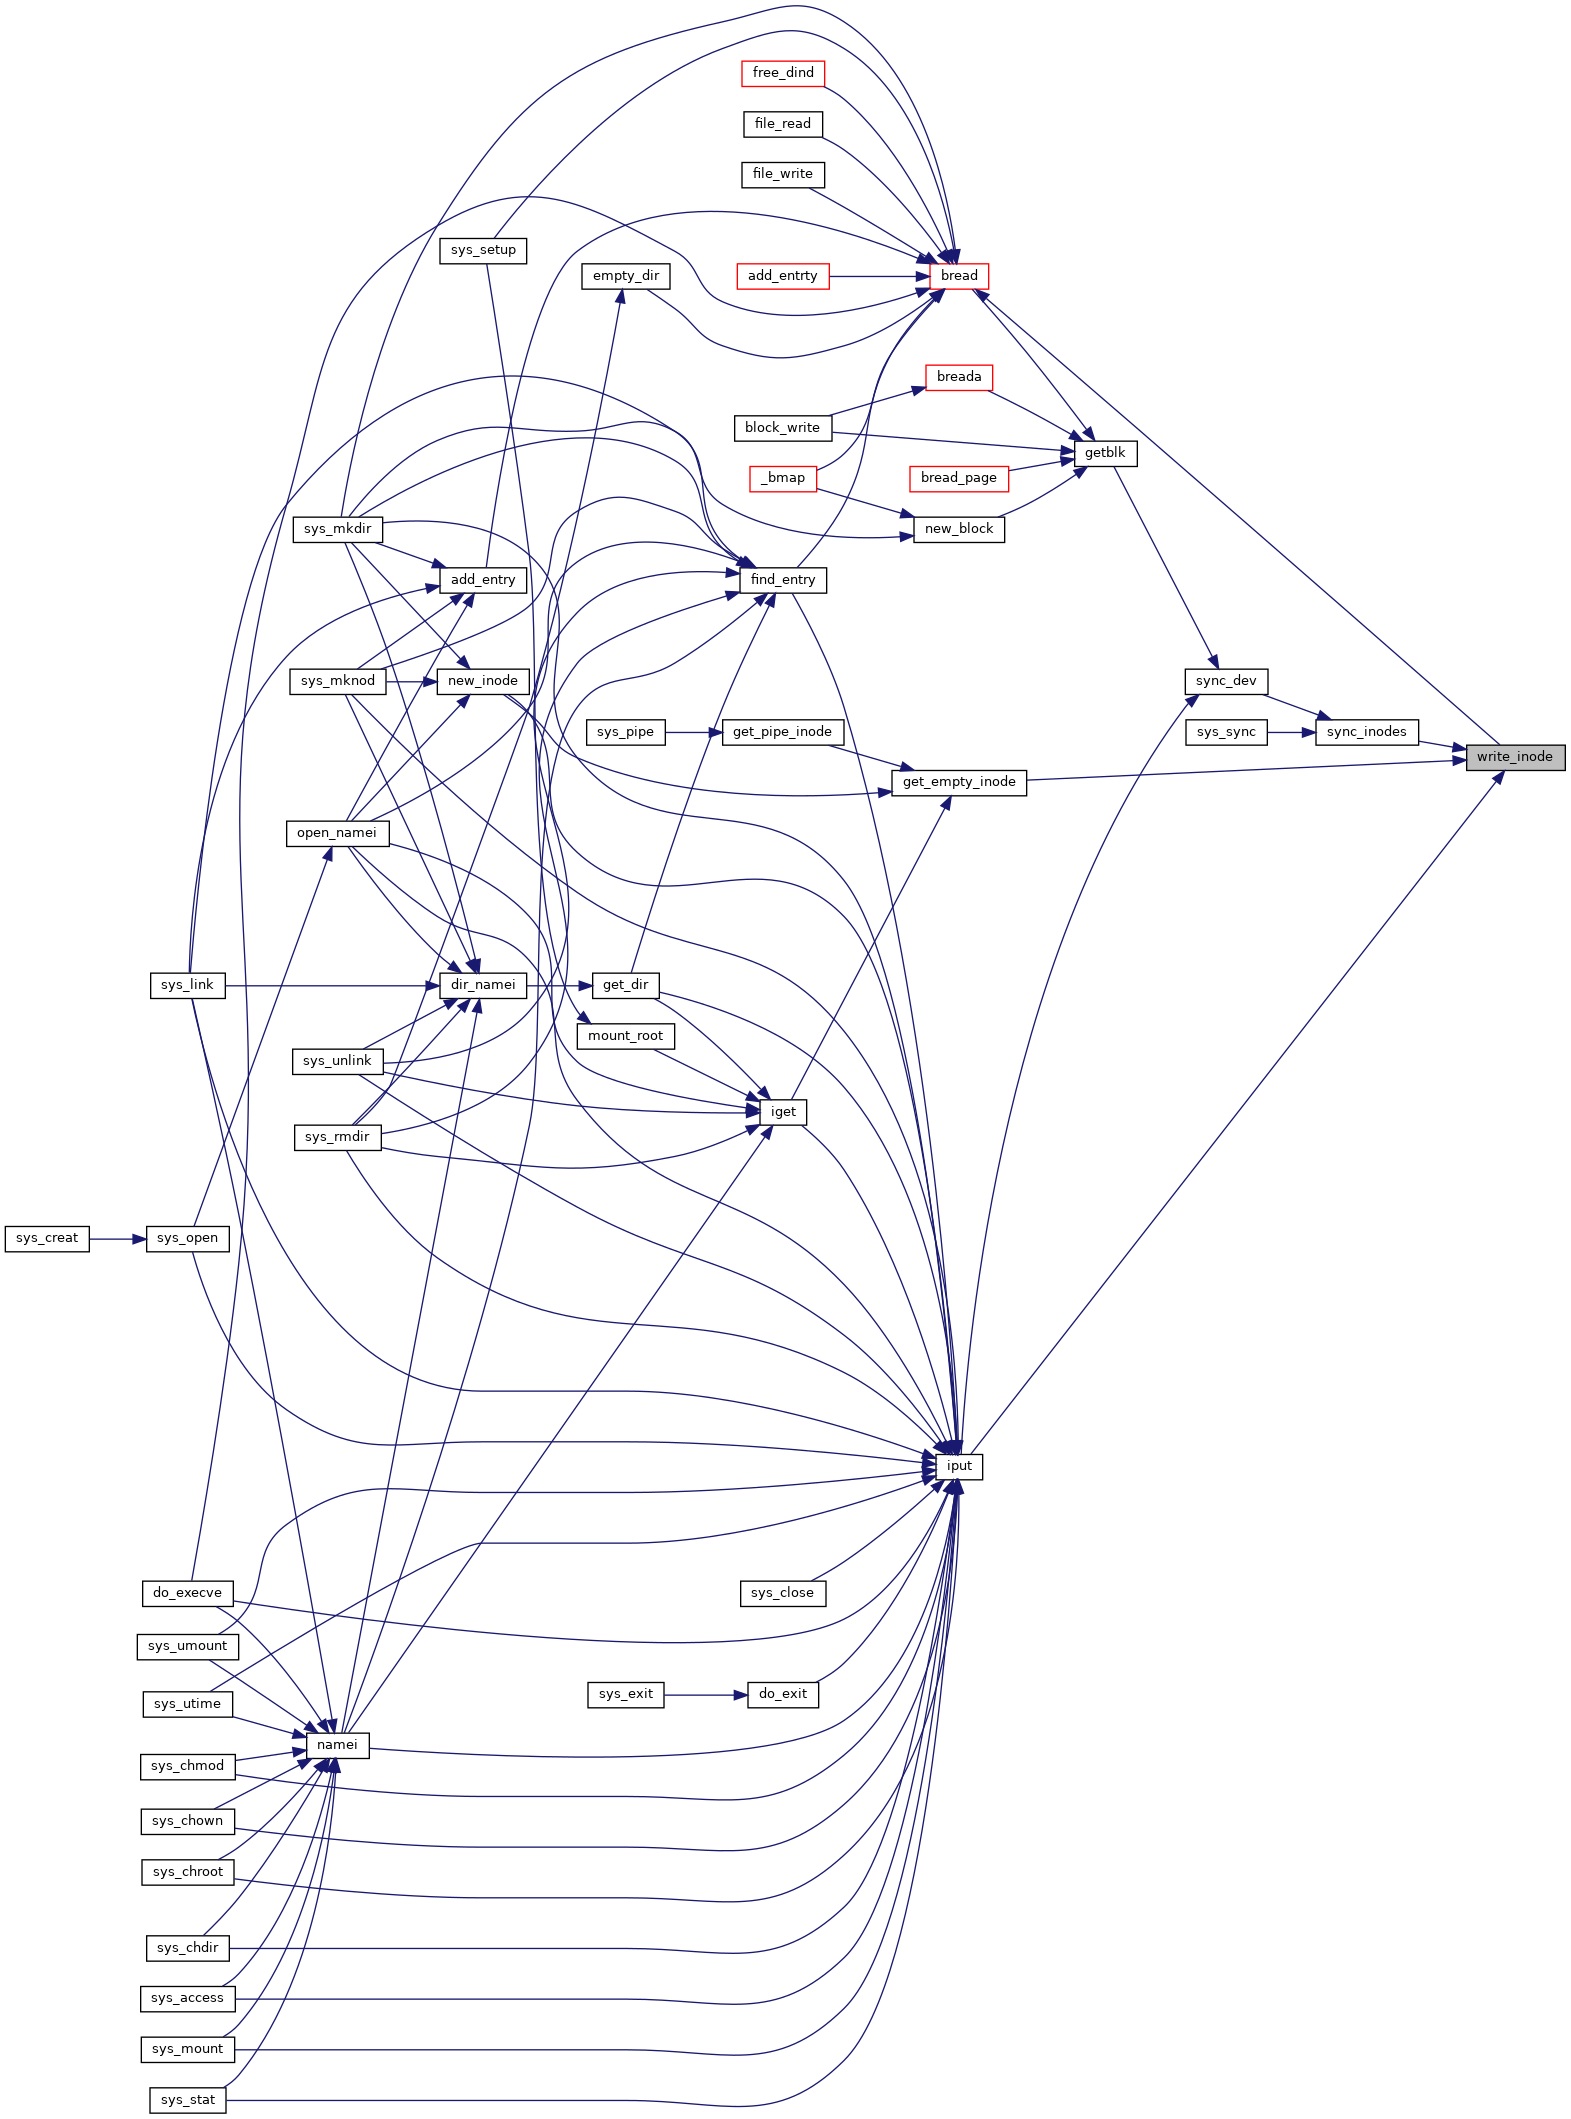 free_dind
file_read
file_write
sys_setup
empty_dir
add_entrty
bread
breada
block_write
getblk
_bmap
bread_page
sys_mkdir
new_block
add_entry
find_entry
sys_mknod
new_inode
sync_dev
sys_pipe
get_pipe_inode
sys_sync
sync_inodes
write_inode
get_empty_inode
open_namei
sys_link
dir_namei
get_dir
mount_root
sys_unlink
iget
sys_rmdir
sys_creat
sys_open
iput
do_execve
sys_close
sys_umount
sys_exit
do_exit
sys_utime
namei
sys_chmod
sys_chown
sys_chroot
sys_chdir
sys_access
sys_mount
sys_stat